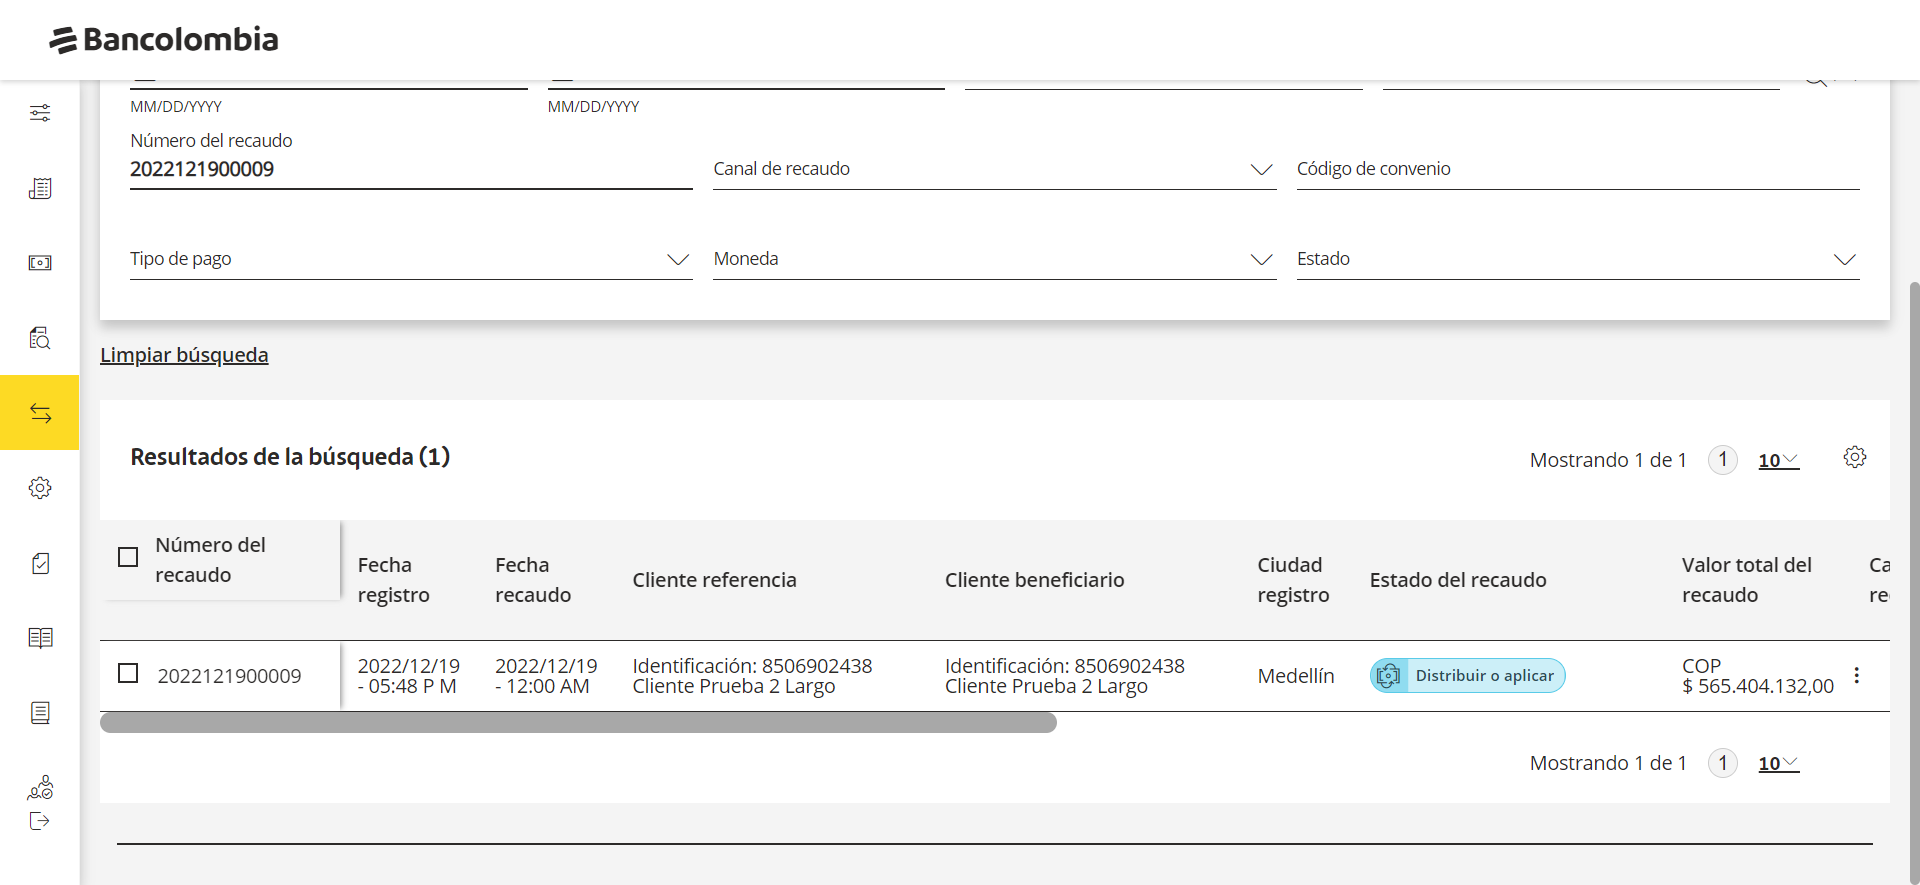 Bancolombia
MM/DD/YYYY
MM/DD/YYYY
Número del recaudo
2022121900009
Canal de recaudo
Código de convenio
Tipo de pago
Moneda
Estado
Limpiar búsqueda
Resultados de la búsqueda (1)
Mostrando 1 de 1
1
10
Número del
recaudo
Fecha
registro
Fecha
recaudo
Cliente referencia
Cliente beneficiario
Ciudad
registro
Estado del recaudo
Valor total del
recaudo
2022121900009
2022/12/19
- 05:48 P M
2022/12/19
- 12:00 AM
Identificación: 8506902438
Cliente Prueba 2 Largo
Identificación: 8506902438
Cliente Prueba 2 Largo
Medellín
Distribuir o aplicar
COP
$ 565.404.132,00
Mostrando 1 de 1
1
10